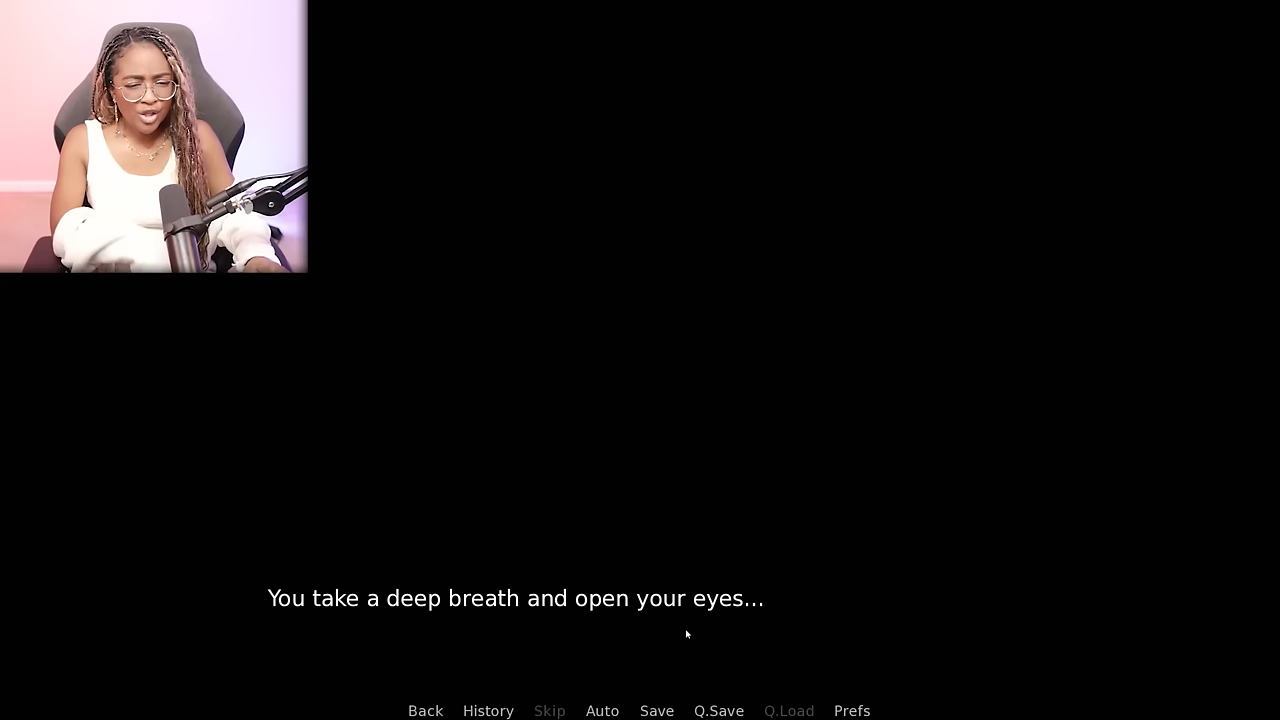 You take a deep breath and open your eyes...
Back History Skip Auto Save Q.Save Q.Load Prefs